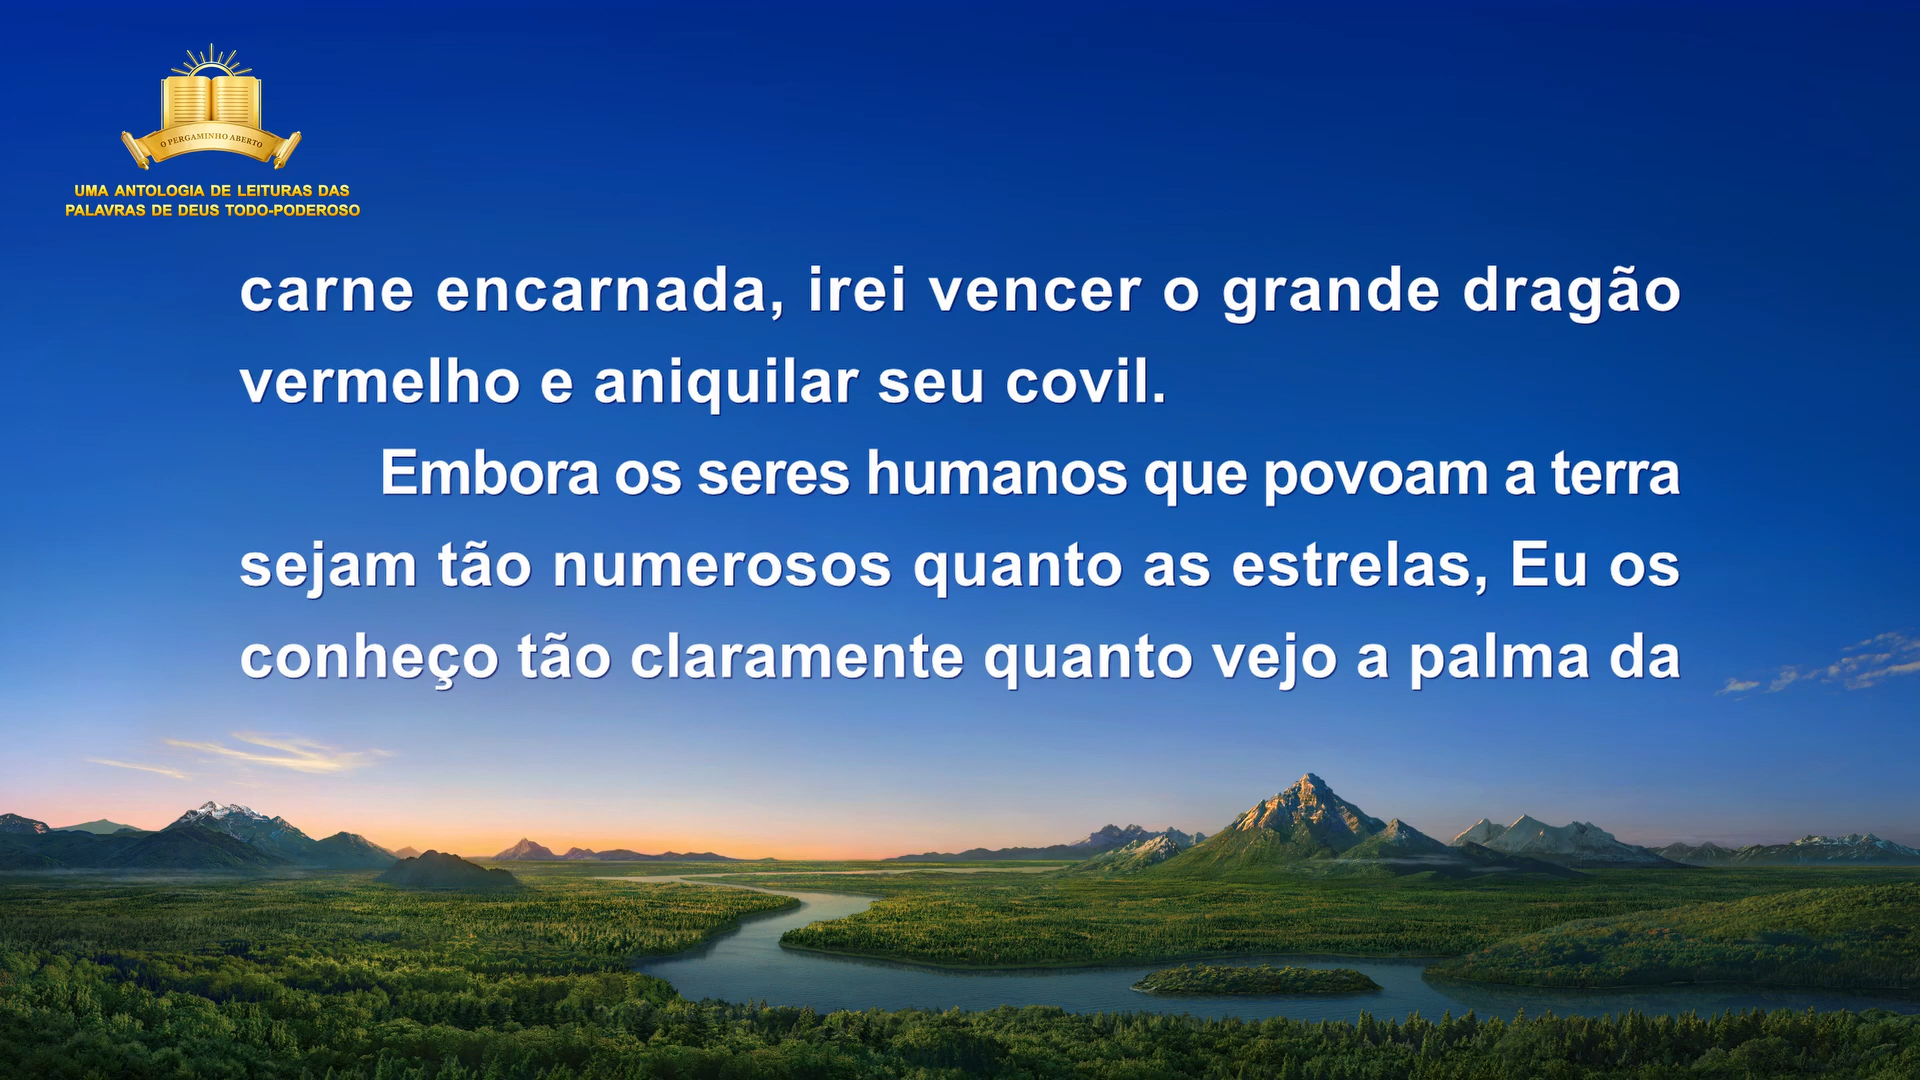 O PERGAMINHO ABERTO
UMA ANTOLOGIA DE LEITURAS DAS
PALAVRAS DE DEUS TODO-PODEROSO
carne encarnada, irei vencer o grande dragão
vermelho e aniquilar seu covil.
Embora os seres humanos que povoam a terra
sejam tão numerosos quanto as estrelas, Eu os
conheço tão claramente quanto vejo a palma da